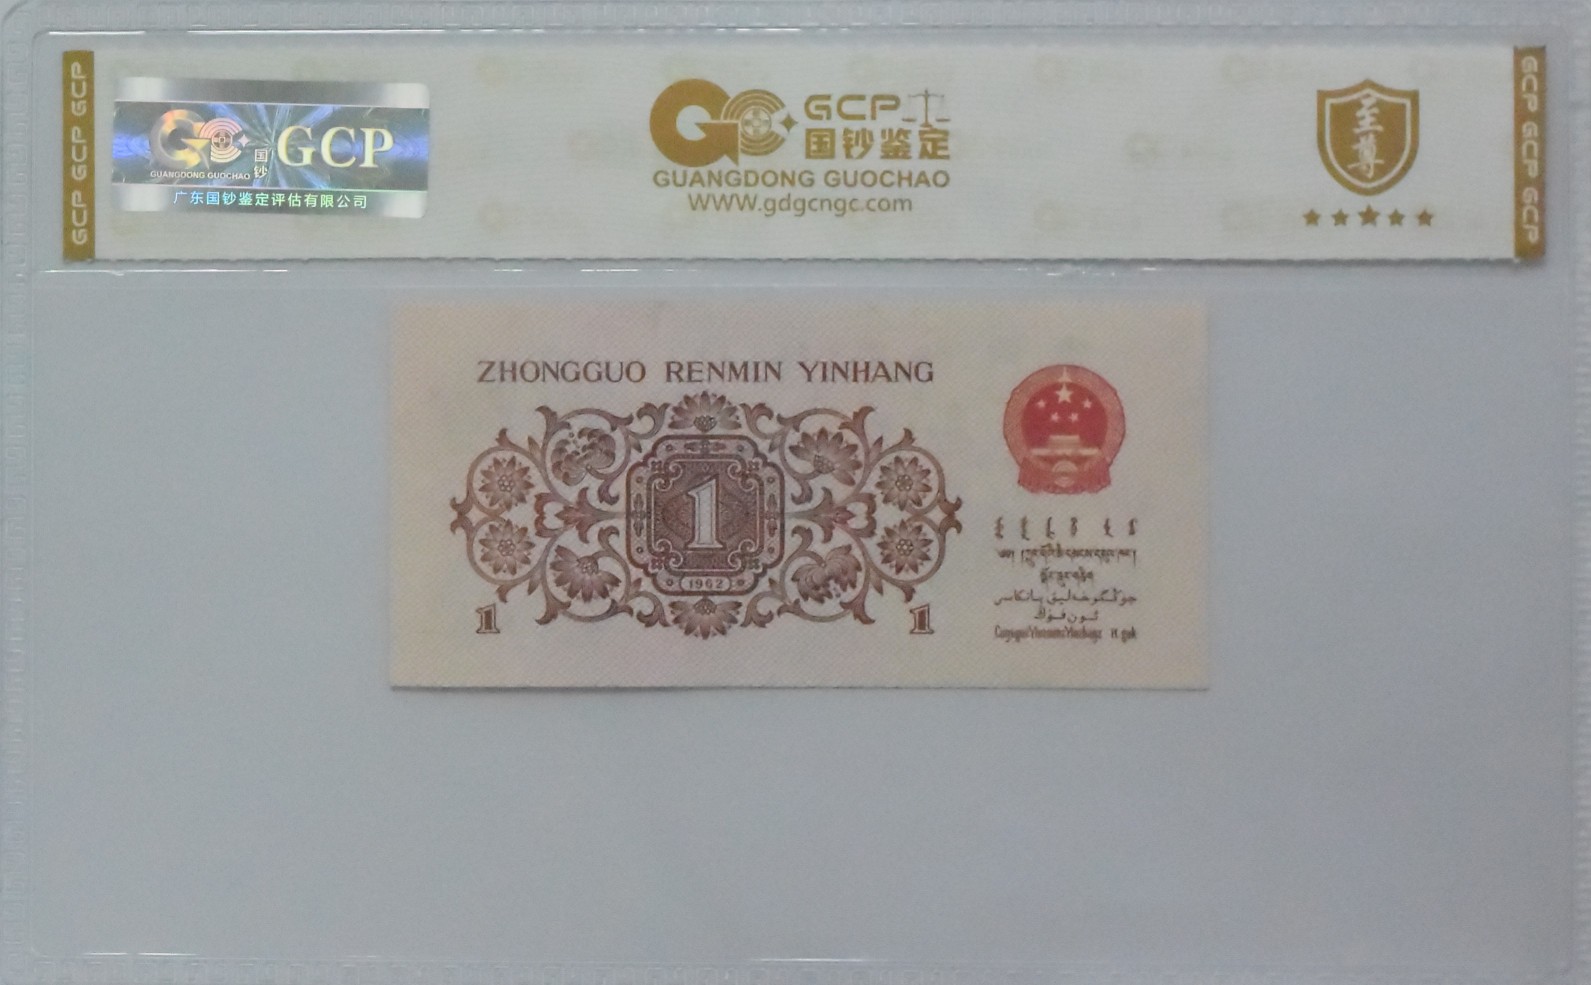 GCP GCP GCP
GC
国钞
GCP
GUANGDONG GUOCHAO
广东国钞鉴定评估有限公司
GC GCP
国钞鉴定
GUANGDONG GUOCHAO
WWW.gdgcngc.com
至尊
GCP GCP GCP
ZHONGGUO RENMIN YINHANG
1
1962
1
1